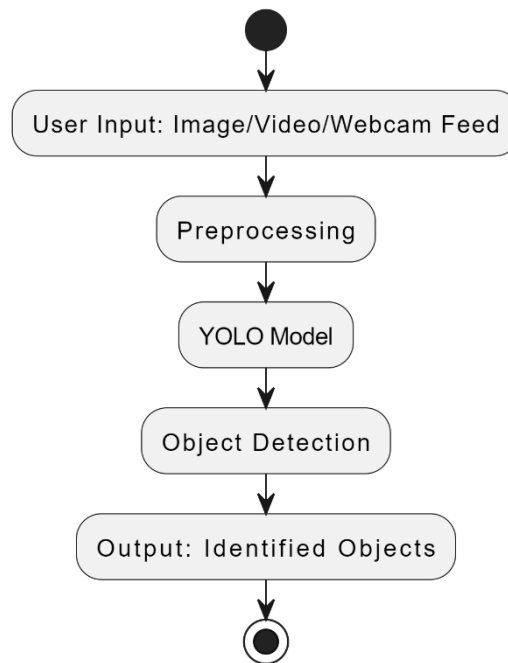 User Input: Image/Video/Webcam Feed
Preprocessing
YOLO Model
Object Detection
Output: Identified Objects